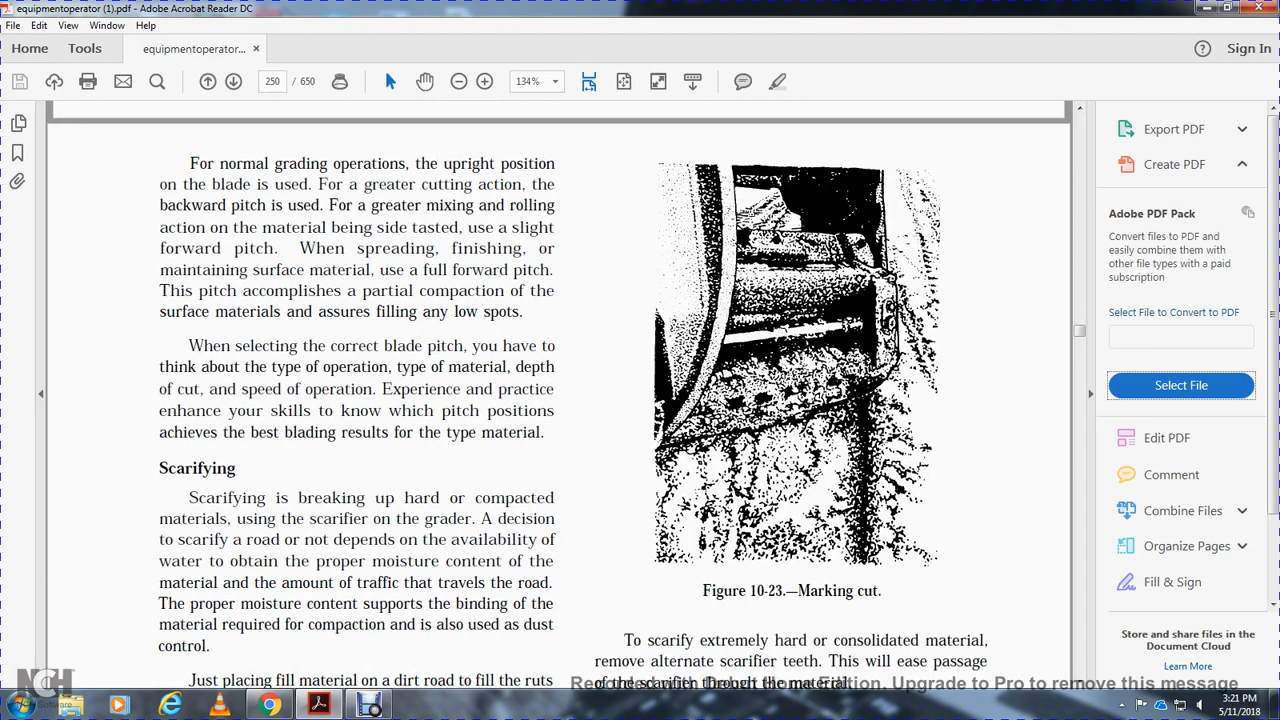 equipmentoperator (1).pdf - Adobe Acrobat Reader DC
File Edit View Window Help
Home Tools equipmentoperator... × Sign In
250 / 650 134%
For normal grading operations, the upright position
on the blade is used. For a greater cutting action, the
backward pitch is used. For a greater mixing and rolling
action on the material being side tasted, use a slight
forward pitch. When spreading, finishing, or
maintaining surface material, use a full forward pitch.
This pitch accomplishes a partial compaction of the
surface materials and assures filling any low spots.
When selecting the correct blade pitch, you have to
think about the type of operation, type of material, depth
of cut, and speed of operation. Experience and practice
enhance your skills to know which pitch positions
achieves the best blading results for the type material.
Scarifying
Scarifying is breaking up hard or compacted
materials, using the scarifier on the grader. A decision
to scarify a road or not depends on the availability of
water to obtain the proper moisture content of the
material and the amount of traffic that travels the road.
The proper moisture content supports the binding of the
material required for compaction and is also used as dust
control.
Just placing fill material on a dirt road to fill the ruts
Figure 10-23.—Marking cut.
To scarify extremely hard or consolidated material,
remove alternate scarifier teeth. This will ease passage
of the scarifier through the material.
Export PDF
Create PDF
Adobe PDF Pack
Convert files to PDF and
easily combine them with
other file types with a paid
subscription
Select File to Convert to PDF
Select File
Edit PDF
Comment
Combine Files
Organize Pages
Fill & Sign
Store and share files in the
Document Cloud
Learn More
Recorded with Debut Home Edition. Upgrade to Pro to remove this message
NCH
Software
3:21 PM
5/11/2018